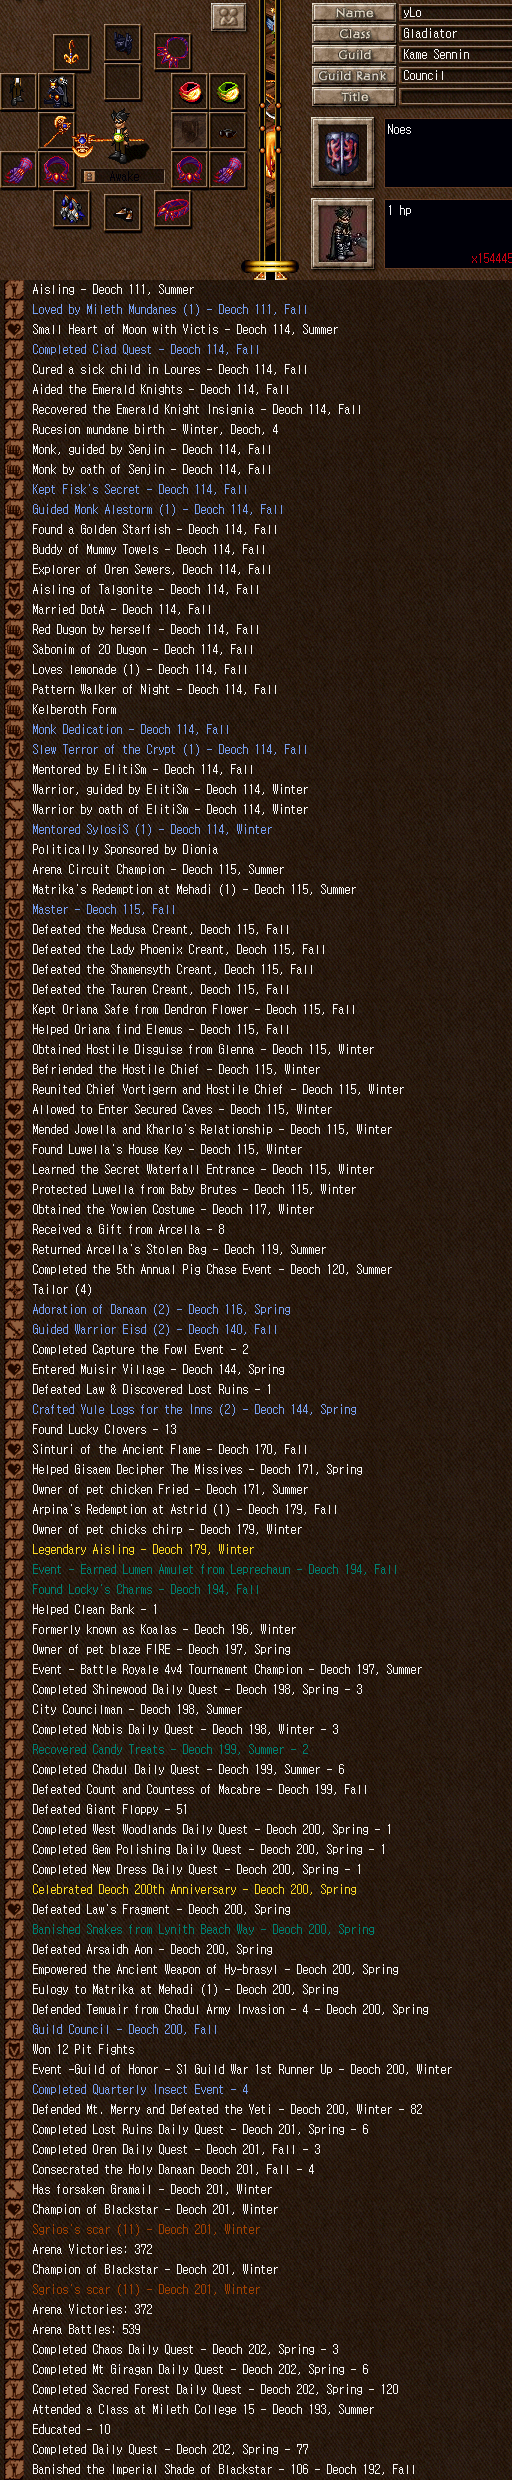 Name yLo
Class Gladiator
Guild Kame Sennin
Guild Rank Council
Title
Noes
Awake
1 hp
x154445
Aisling - Deoch 111, Summer
Loved by Mileth Mundanes (1) - Deoch 111, Fall
Small Heart of Moon with Victis - Deoch 114, Summer
Completed Ciad Quest - Deoch 114, Fall
Cured a sick child in Loures - Deoch 114, Fall
Aided the Emerald Knights - Deoch 114, Fall
Recovered the Emerald Knight Insignia - Deoch 114, Fall
Rucesion mundane birth - Winter, Deoch, 4
Monk, guided by Senjin - Deoch 114, Fall
Monk by oath of Senjin - Deoch 114, Fall
Kept Fisk's Secret - Deoch 114, Fall
Guided Monk Alestorm (1) - Deoch 114, Fall
Found a Golden Starfish - Deoch 114, Fall
Buddy of Mummy Towels - Deoch 114, Fall
Explorer of Oren Sewers, Deoch 114, Fall
Aisling of Talgonite - Deoch 114, Fall
Married DotA - Deoch 114, Fall
Red Dugon by herself - Deoch 114, Fall
Sabonim of 20 Dugon - Deoch 114, Fall
Loves lemonade (1) - Deoch 114, Fall
Pattern Walker of Night - Deoch 114, Fall
Kelberoth Form
Monk Dedication - Deoch 114, Fall
Slew Terror of the Crypt (1) - Deoch 114, Fall
Mentored by ElitiSm - Deoch 114, Fall
Warrior, guided by ElitiSm - Deoch 114, Winter
Warrior by oath of ElitiSm - Deoch 114, Winter
Mentored SylosiS (1) - Deoch 114, Winter
Politically Sponsored by Dionia
Arena Circuit Champion - Deoch 115, Summer
Matrika's Redemption at Mehadi (1) - Deoch 115, Summer
Master - Deoch 115, Fall
Defeated the Medusa Creant, Deoch 115, Fall
Defeated the Lady Phoenix Creant, Deoch 115, Fall
Defeated the Shamensyth Creant, Deoch 115, Fall
Defeated the Tauren Creant, Deoch 115, Fall
Kept Oriana Safe from Dendron Flower - Deoch 115, Fall
Helped Oriana find Elemus - Deoch 115, Fall
Obtained Hostile Disguise from Glenna - Deoch 115, Winter
Befriended the Hostile Chief - Deoch 115, Winter
Reunited Chief Vortigern and Hostile Chief - Deoch 115, Winter
Allowed to Enter Secured Caves - Deoch 115, Winter
Mended Jowella and Kharlo's Relationship - Deoch 115, Winter
Found Luwella's House Key - Deoch 115, Winter
Learned the Secret Waterfall Entrance - Deoch 115, Winter
Protected Luwella from Baby Brutes - Deoch 115, Winter
Obtained the Yowien Costume - Deoch 117, Winter
Received a Gift from Arcella - 8
Returned Arcella's Stolen Bag - Deoch 119, Summer
Completed the 5th Annual Pig Chase Event - Deoch 120, Summer
Tailor (4)
Adoration of Danaan (2) - Deoch 116, Spring
Guided Warrior Eisd (2) - Deoch 140, Fall
Completed Capture the Fowl Event - 2
Entered Muisir Village - Deoch 144, Spring
Defeated Law & Discovered Lost Ruins - 1
Crafted Yule Logs for the Inns (2) - Deoch 144, Spring
Found Lucky Clovers - 13
Sinturi of the Ancient Flame - Deoch 170, Fall
Helped Gisaem Decipher The Missives - Deoch 171, Spring
Owner of pet chicken Fried - Deoch 171, Summer
Arpina's Redemption at Astrid (1) - Deoch 179, Fall
Owner of pet chicks chirp - Deoch 179, Winter
Legendary Aisling - Deoch 179, Winter
Event - Earned Lumen Amulet from Leprechaun - Deoch 194, Fall
Found Locky's Charms - Deoch 194, Fall
Helped Clean Bank - 1
Formerly known as Koalas - Deoch 196, Winter
Owner of pet blaze FIRE - Deoch 197, Spring
Event - Battle Royale 4v4 Tournament Champion - Deoch 197, Summer
Completed Shinewood Daily Quest - Deoch 198, Spring - 3
City Councilman - Deoch 198, Summer
Completed Nobis Daily Quest - Deoch 198, Winter - 3
Recovered Candy Treats - Deoch 199, Summer - 2
Completed Chadul Daily Quest - Deoch 199, Summer - 6
Defeated Count and Countess of Macabre - Deoch 199, Fall
Defeated Giant Floppy - 51
Completed West Woodlands Daily Quest - Deoch 200, Spring - 1
Completed Gem Polishing Daily Quest - Deoch 200, Spring - 1
Completed New Dress Daily Quest - Deoch 200, Spring - 1
Celebrated Deoch 200th Anniversary - Deoch 200, Spring
Defeated Law's Fragment - Deoch 200, Spring
Banished Snakes from Lynith Beach Way - Deoch 200, Spring
Defeated Arsaidh Aon - Deoch 200, Spring
Empowered the Ancient Weapon of Hy-brasyl - Deoch 200, Spring
Eulogy to Matrika at Mehadi (1) - Deoch 200, Spring
Defended Temuair from Chadul Army Invasion - 4 - Deoch 200, Spring
Guild Council - Deoch 200, Fall
Won 12 Pit Fights
Event -Guild of Honor - S1 Guild War 1st Runner Up - Deoch 200, Winter
Completed Quarterly Insect Event - 4
Defended Mt. Merry and Defeated the Yeti - Deoch 200, Winter - 82
Completed Lost Ruins Daily Quest - Deoch 201, Spring - 6
Completed Oren Daily Quest - Deoch 201, Fall - 3
Consecrated the Holy Danaan Deoch 201, Fall - 4
Has forsaken Gramail - Deoch 201, Winter
Champion of Blackstar - Deoch 201, Winter
Sgrios's scar (11) - Deoch 201, Winter
Arena Victories: 372
Champion of Blackstar - Deoch 201, Winter
Sgrios's scar (11) - Deoch 201, Winter
Arena Victories: 372
Arena Battles: 539
Completed Chaos Daily Quest - Deoch 202, Spring - 3
Completed Mt Giragan Daily Quest - Deoch 202, Spring - 6
Completed Sacred Forest Daily Quest - Deoch 202, Spring - 120
Attended a Class at Mileth College 15 - Deoch 193, Summer
Educated - 10
Completed Daily Quest - Deoch 202, Spring - 77
Banished the Imperial Shade of Blackstar - 106 - Deoch 192, Fall